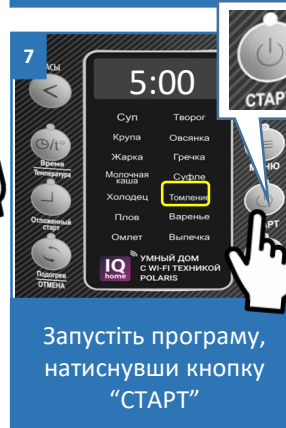 7
ЧАСЫ
5:00
СТАРТ
Суп
Творог
Крупа
Овсянка
Жарка
Гречка
Молочная
каша
Суфле
Холодец
Томление
Плов
Варенье
Омлет
Выпечка
/t°
Время
Температура
Отложенный
старт
Подогрев
ОТМЕНА
IQ
home
УМНЫЙ ДОМ
С WI-FI ТЕХНИКОЙ
POLARIS
Запустіть програму,
натиснувши кнопку
“СТАРТ”